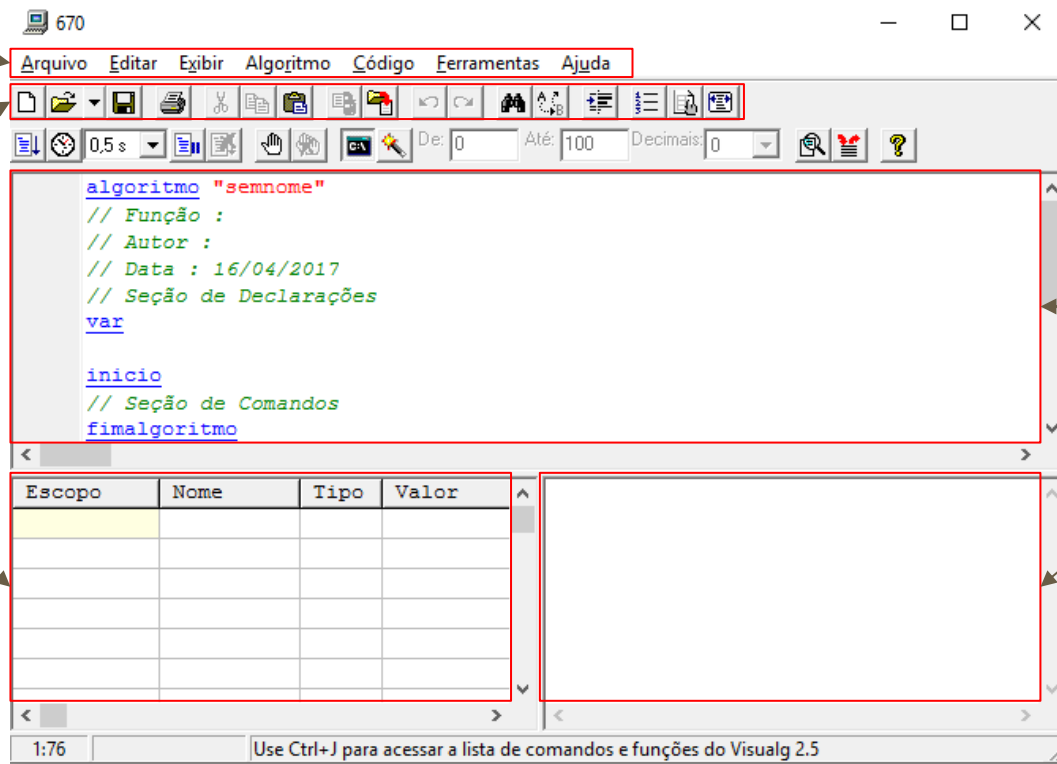 670
Arquivo Editar Exibir Algoritmo Código Ferramentas Ajuda
0,5 s De: 0 Até: 100 Decimais: 0
algoritmo "semnome"
// Função :
// Autor :
// Data : 16/04/2017
// Seção de Declarações
var
inicio
// Seção de Comandos
fimalgoritmo
Escopo Nome Tipo Valor
1:76 Use Ctrl+J para acessar a lista de comandos e funções do Visualg 2.5